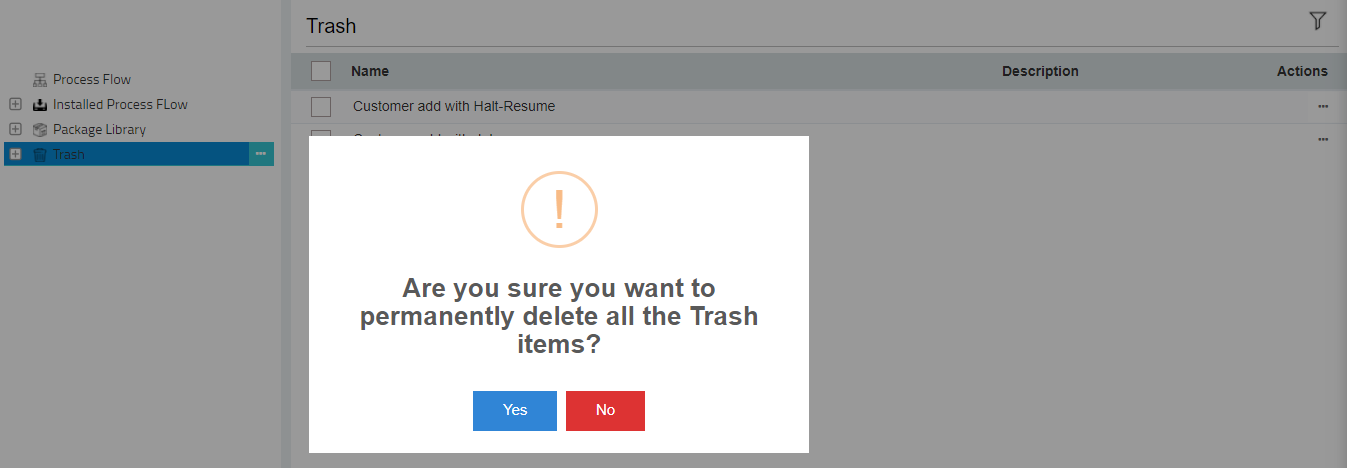 Trash
Name Description Actions
Process Flow
Installed Process FLow
Package Library
Trash
Customer add with Halt-Resume
!
Are you sure you want to
permanently delete all the Trash
items?
Yes No